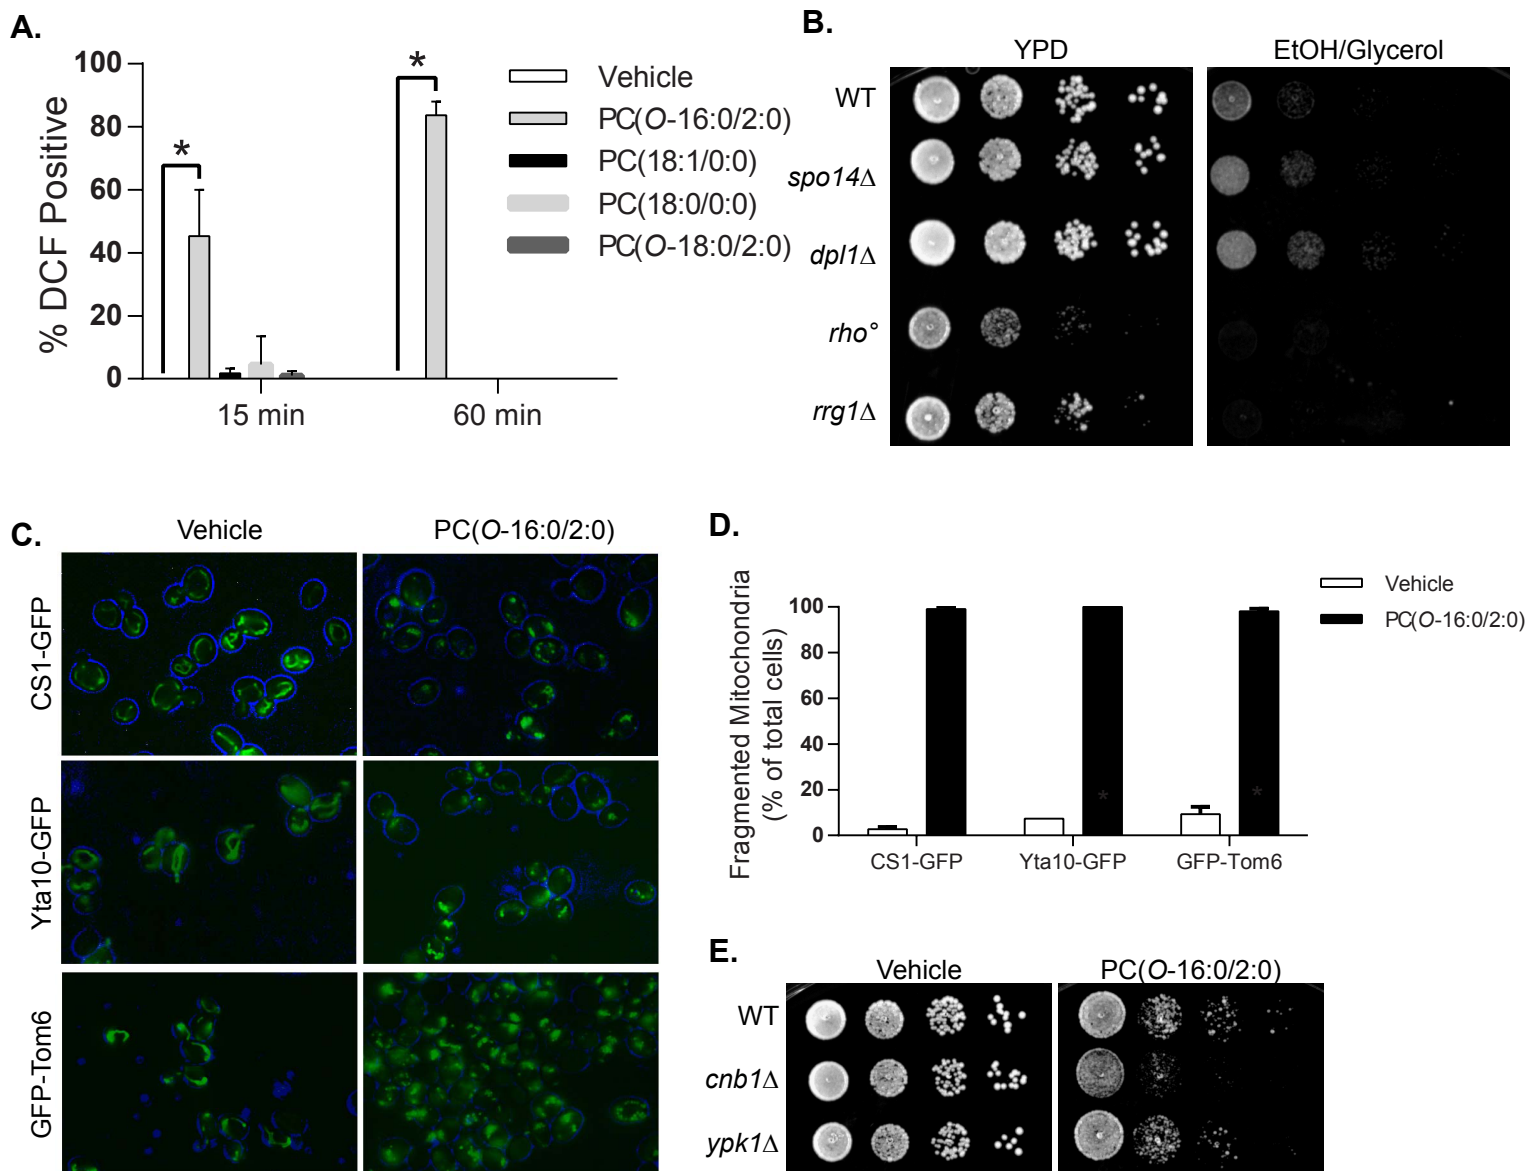 A.
% DCF Positive
100
80
60
40
20
0
*
*
15 min
60 min
Vehicle
PC(O-16:0/2:0)
PC(18:1/0:0)
PC(18:0/0:0)
PC(O-18:0/2:0)
B.
YPD
EtOH/Glycerol
WT
spo14Δ
dpl1Δ
rho°
rrg1Δ
C.
Vehicle
PC(O-16:0/2:0)
CS1-GFP
Yta10-GFP
GFP-Tom6
D.
Fragmented Mitochondria
(% of total cells)
100
80
60
40
20
0
*
*
CS1-GFP
Yta10-GFP
GFP-Tom6
Vehicle
PC(O-16:0/2:0)
E.
Vehicle
PC(O-16:0/2:0)
WT
cnb1Δ
ypk1Δ